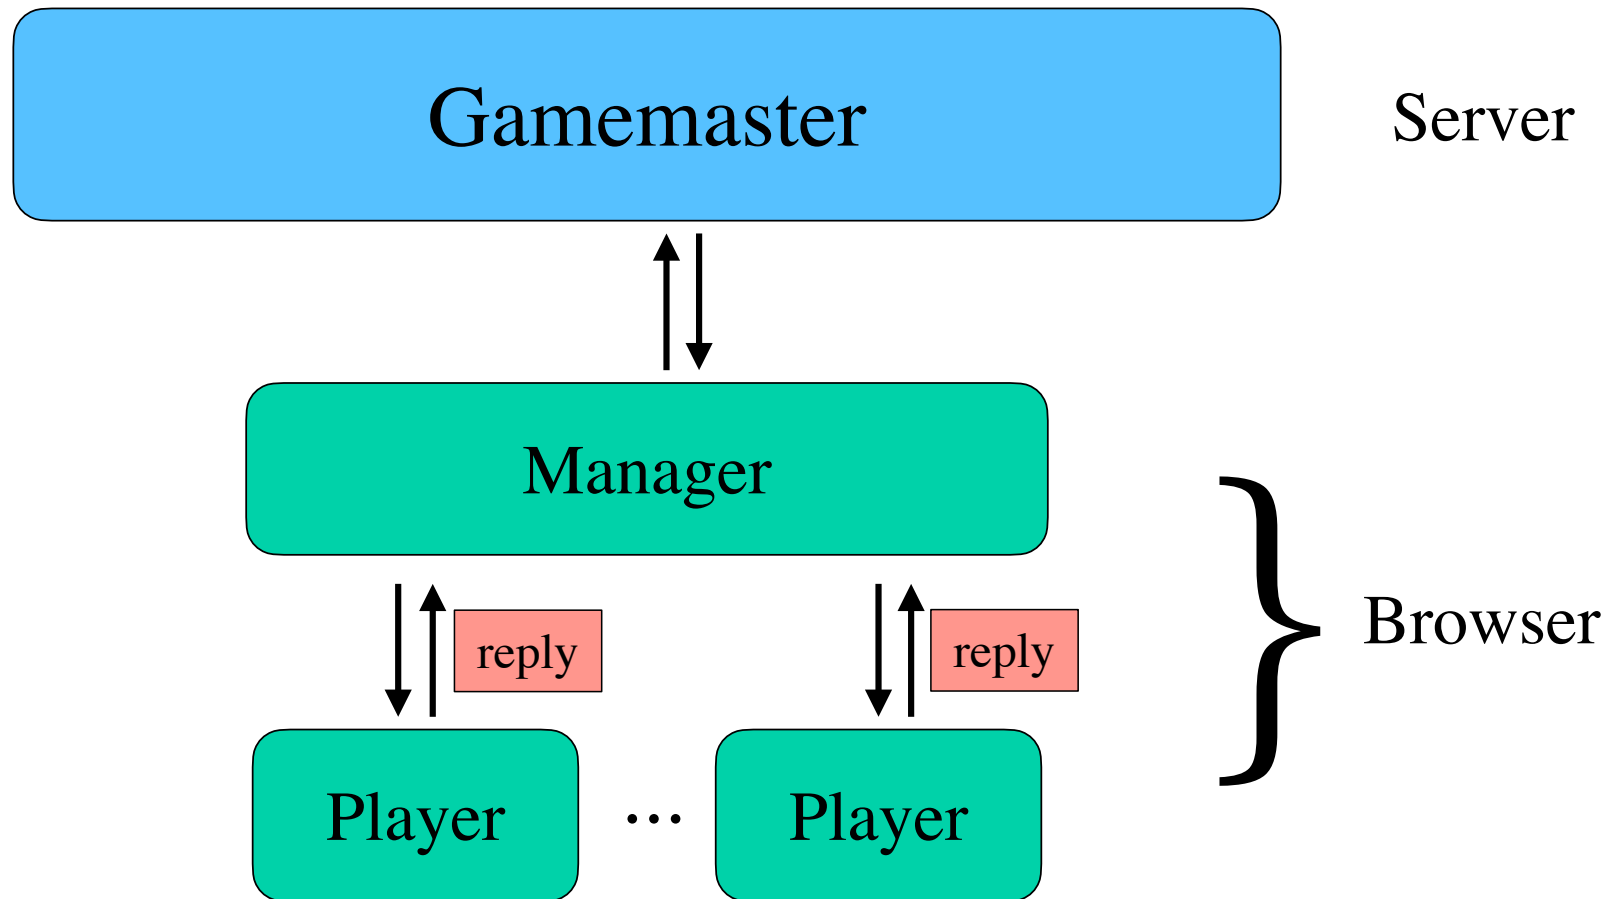 Gamemaster
Server
Manager
reply
reply
Browser
Player
...
Player